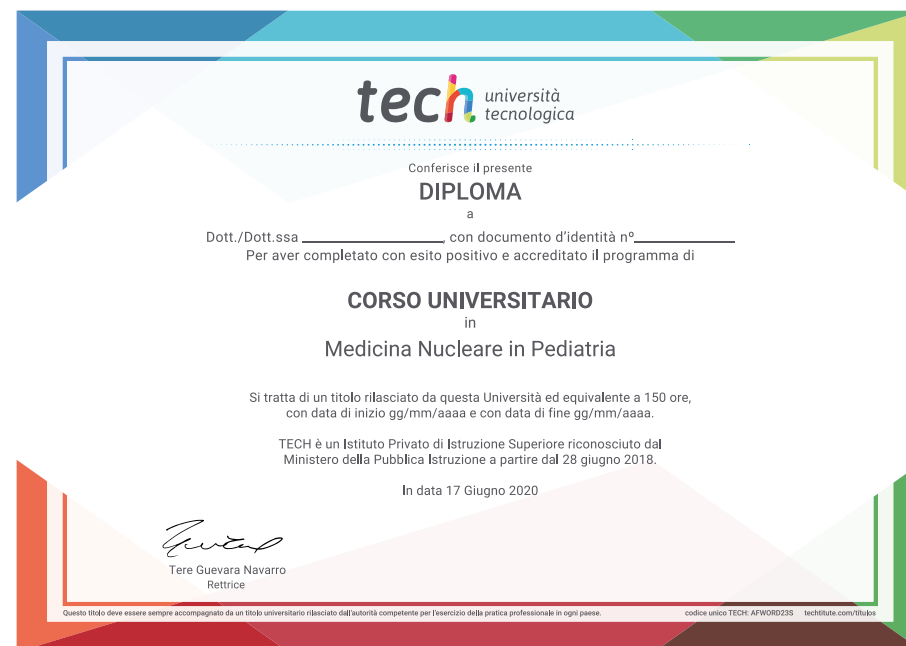 tech università
tecnologica
Conferisce il presente
DIPLOMA
a
Dott./Dott.ssa ________________, con documento d'identità nº____________
Per aver completato con esito positivo e accreditato il programma di
CORSO UNIVERSITARIO
in
Medicina Nucleare in Pediatria
Si tratta di un titolo rilasciato da questa Università ed equivalente a 150 ore,
con data di inizio gg/mm/aaaa e con data di fine gg/mm/aaaa.
TECH è un Istituto Privato di Istruzione Superiore riconosciuto dal
Ministero della Pubblica Istruzione a partire dal 28 giugno 2018.
In data 17 Giugno 2020
Tere Guevara Navarro
Rettrice
Questo titolo deve essere sempre accompagnato da un titolo universitario rilasciato dall'autorità competente per l'esercizio della pratica professionale in ogni paese. codice unico TECH: AFWORD23S techtitute.com/titulos